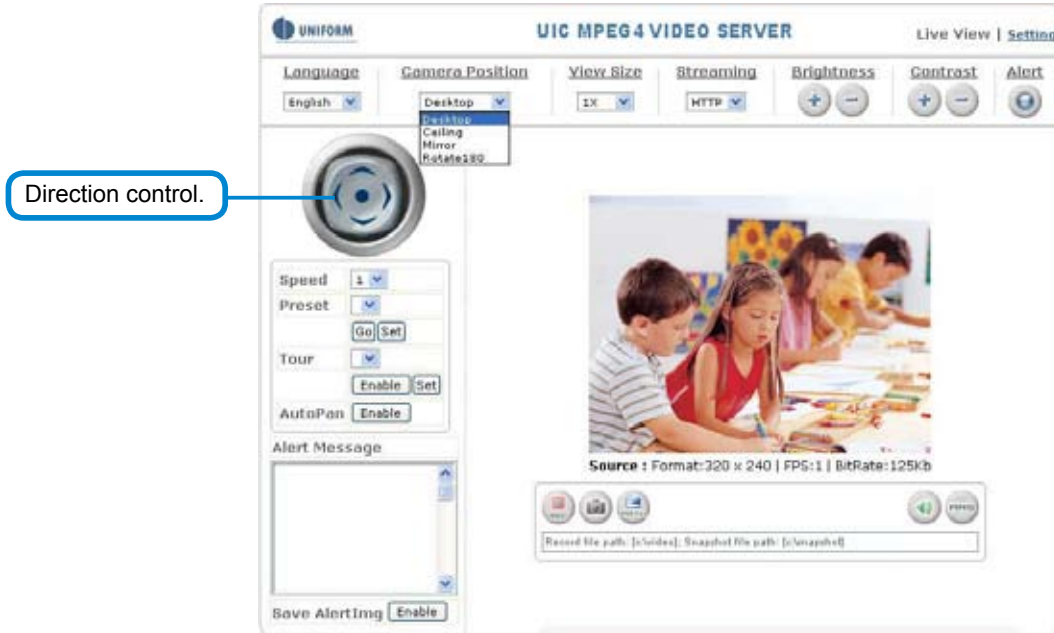 UNIFORM
UIC MPEG4 VIDEO SERVER
Live View | Setting
Language Camera Position View Size Streaming Brightness Contrast Alert
English Desktop 1X HTTP + - + -
Desktop
Ceiling
Mirror
Rotate180
Direction control.
Speed 1
Preset
Go Set
Tour
Enable Set
AutoPan Enable
Alert Message
Source : Format:320 x 240 | FPS:1 | BitRate:125Kb
Record file path: [c:\video]; Snapshot file path: [c:\snapshot]
Save AlertImg Enable